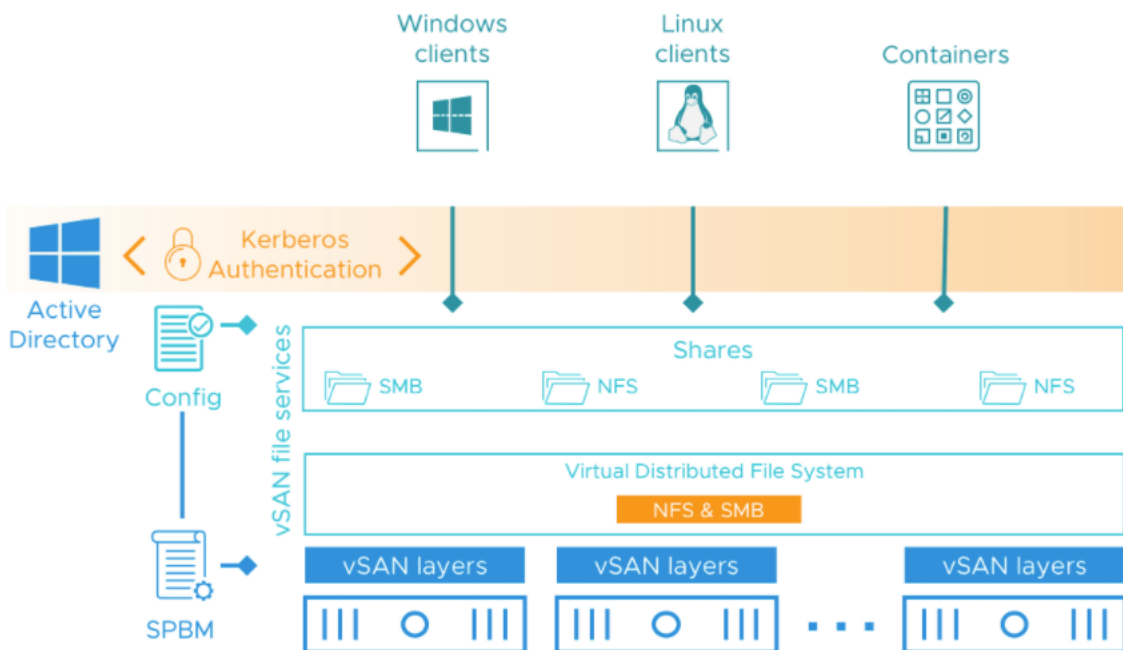 Windows
clients
Linux
clients
Containers
Kerberos
Authentication
Active
Directory
Config
SPBM
vSAN file services
Shares
SMB
NFS
SMB
NFS
Virtual Distributed File System
NFS & SMB
vSAN layers
vSAN layers
vSAN layers